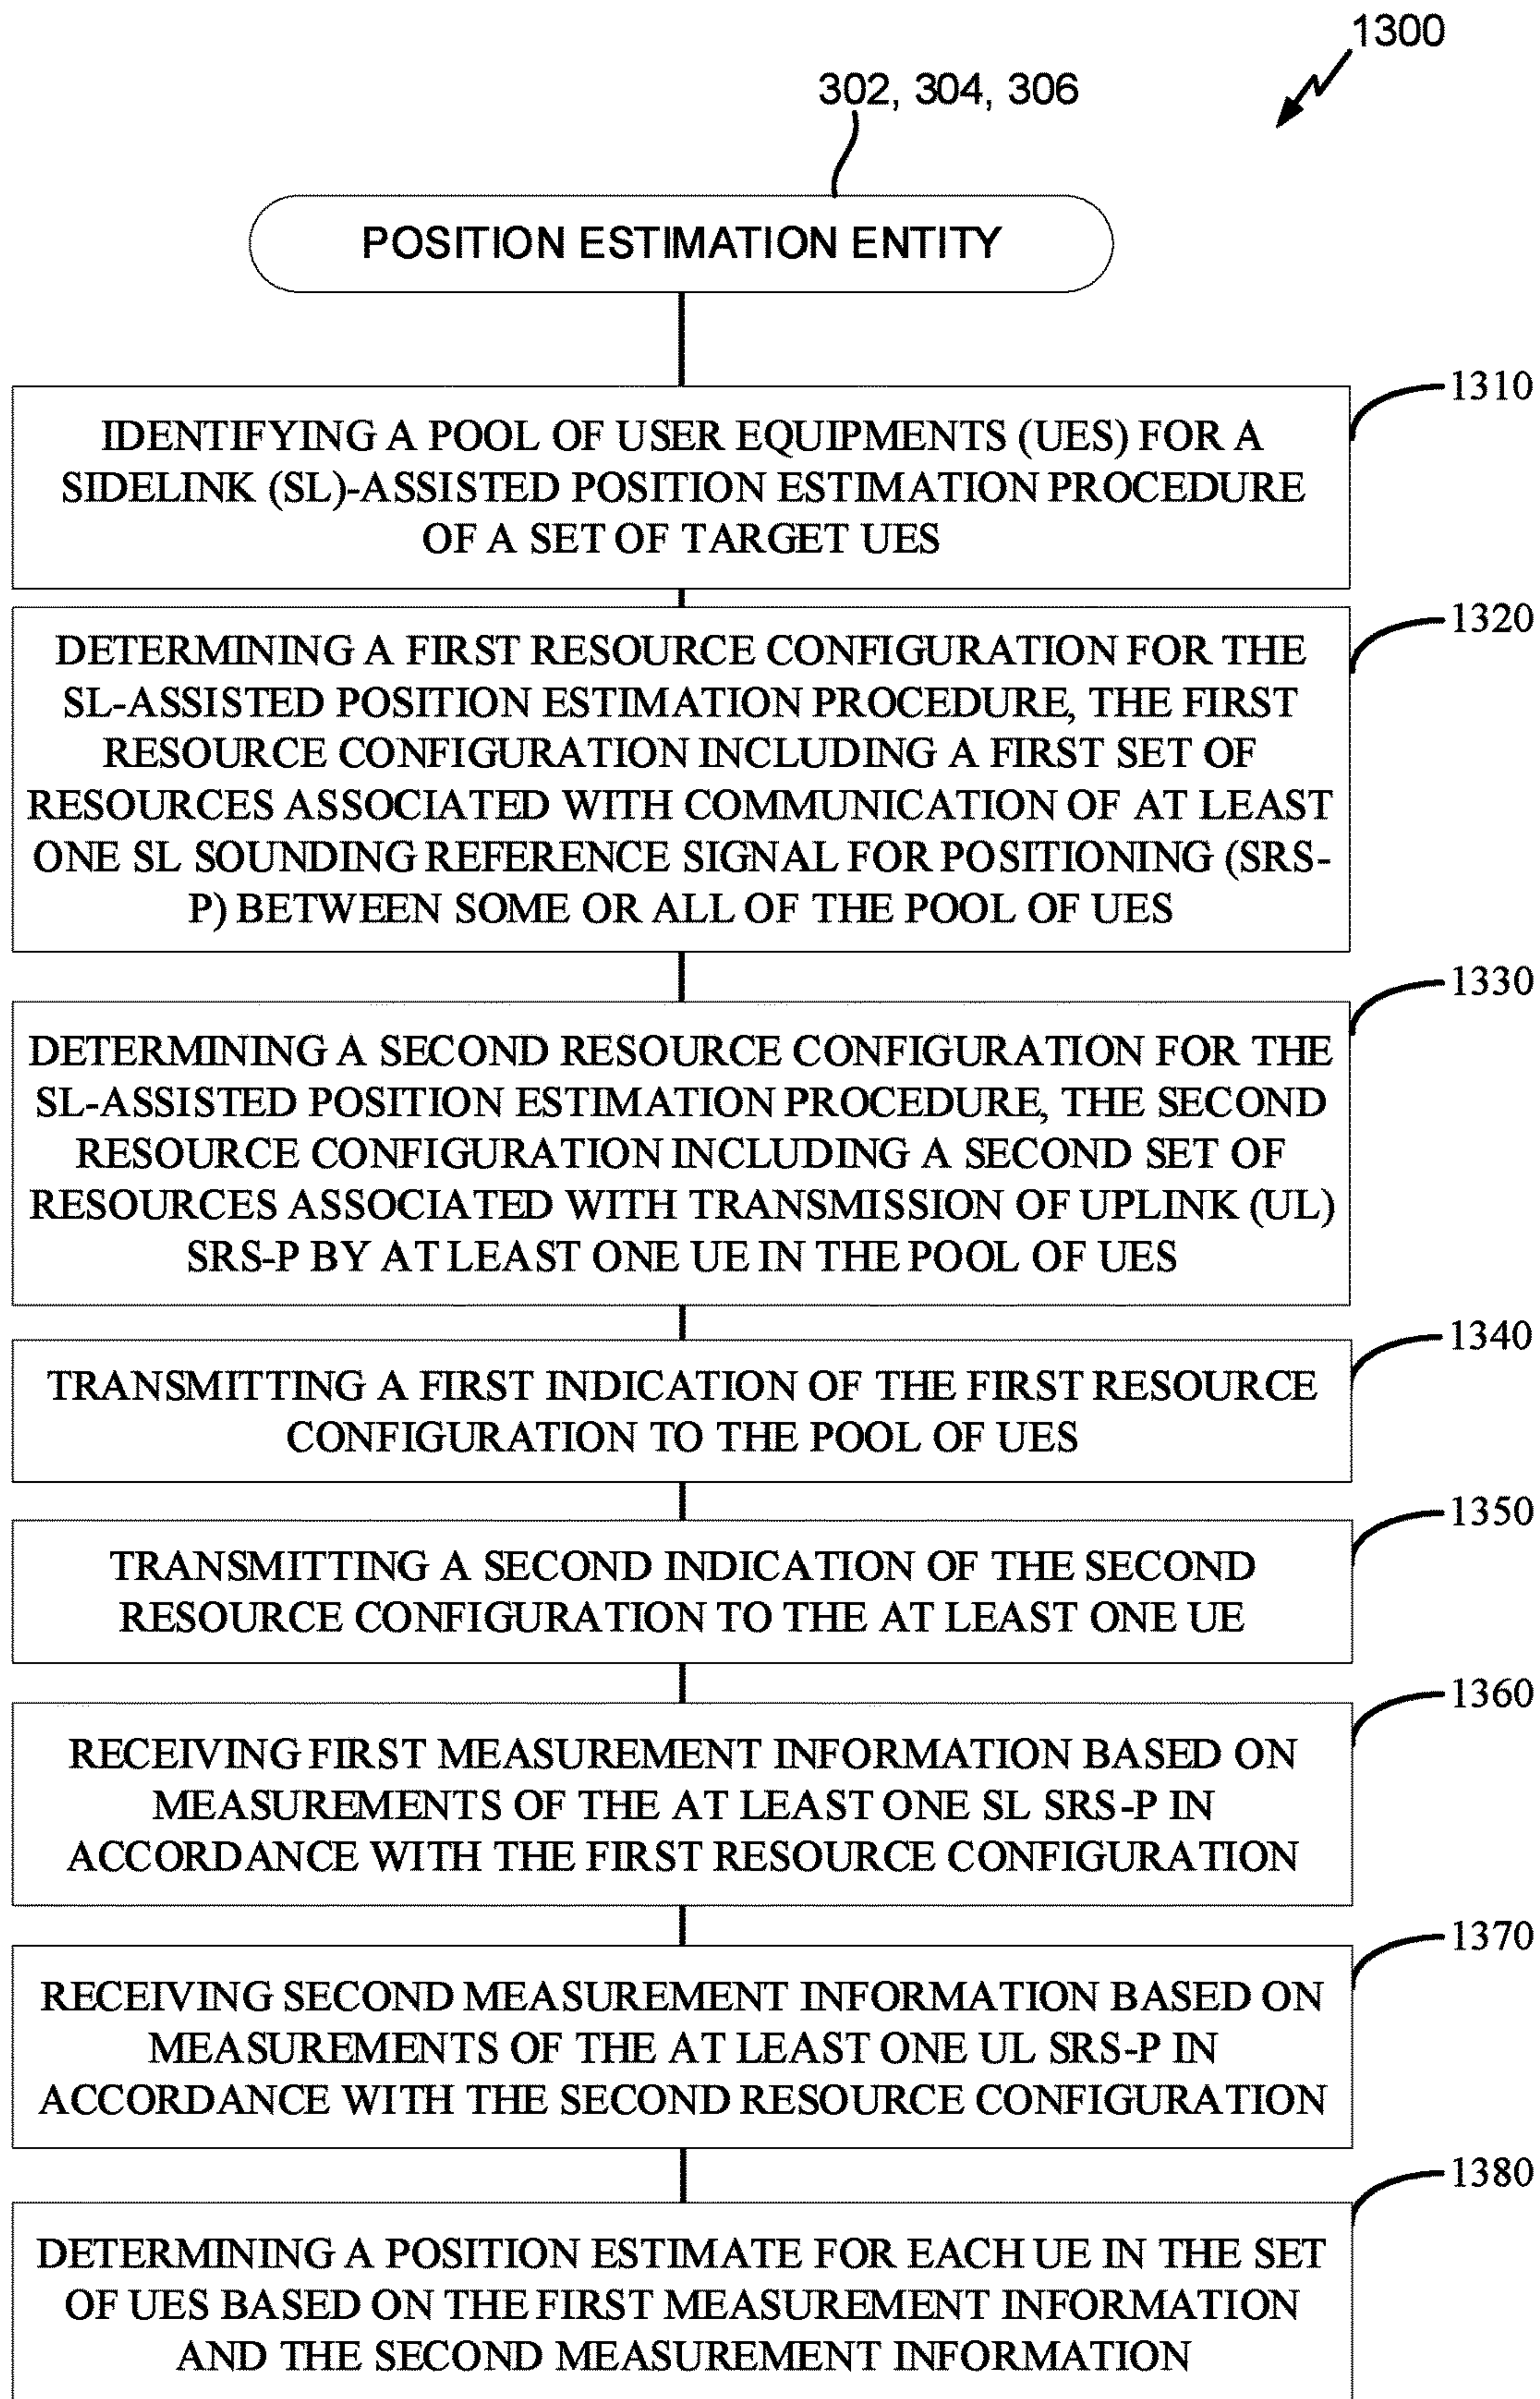 1300
302, 304, 306
POSITION ESTIMATION ENTITY
1310
IDENTIFYING A POOL OF USER EQUIPMENTS (UES) FOR A
SIDELINK (SL)-ASSISTED POSITION ESTIMATION PROCEDURE
OF A SET OF TARGET UES
1320
DETERMINING A FIRST RESOURCE CONFIGURATION FOR THE
SL-ASSISTED POSITION ESTIMATION PROCEDURE, THE FIRST
RESOURCE CONFIGURATION INCLUDING A FIRST SET OF
RESOURCES ASSOCIATED WITH COMMUNICATION OF AT LEAST
ONE SL SOUNDING REFERENCE SIGNAL FOR POSITIONING (SRS-
P) BETWEEN SOME OR ALL OF THE POOL OF UES
1330
DETERMINING A SECOND RESOURCE CONFIGURATION FOR THE
SL-ASSISTED POSITION ESTIMATION PROCEDURE, THE SECOND
RESOURCE CONFIGURATION INCLUDING A SECOND SET OF
RESOURCES ASSOCIATED WITH TRANSMISSION OF UPLINK (UL)
SRS-P BY AT LEAST ONE UE IN THE POOL OF UES
1340
TRANSMITTING A FIRST INDICATION OF THE FIRST RESOURCE
CONFIGURATION TO THE POOL OF UES
1350
TRANSMITTING A SECOND INDICATION OF THE SECOND
RESOURCE CONFIGURATION TO THE AT LEAST ONE UE
1360
RECEIVING FIRST MEASUREMENT INFORMATION BASED ON
MEASUREMENTS OF THE AT LEAST ONE SL SRS-P IN
ACCORDANCE WITH THE FIRST RESOURCE CONFIGURATION
1370
RECEIVING SECOND MEASUREMENT INFORMATION BASED ON
MEASUREMENTS OF THE AT LEAST ONE UL SRS-P IN
ACCORDANCE WITH THE SECOND RESOURCE CONFIGURATION
1380
DETERMINING A POSITION ESTIMATE FOR EACH UE IN THE SET
OF UES BASED ON THE FIRST MEASUREMENT INFORMATION
AND THE SECOND MEASUREMENT INFORMATION